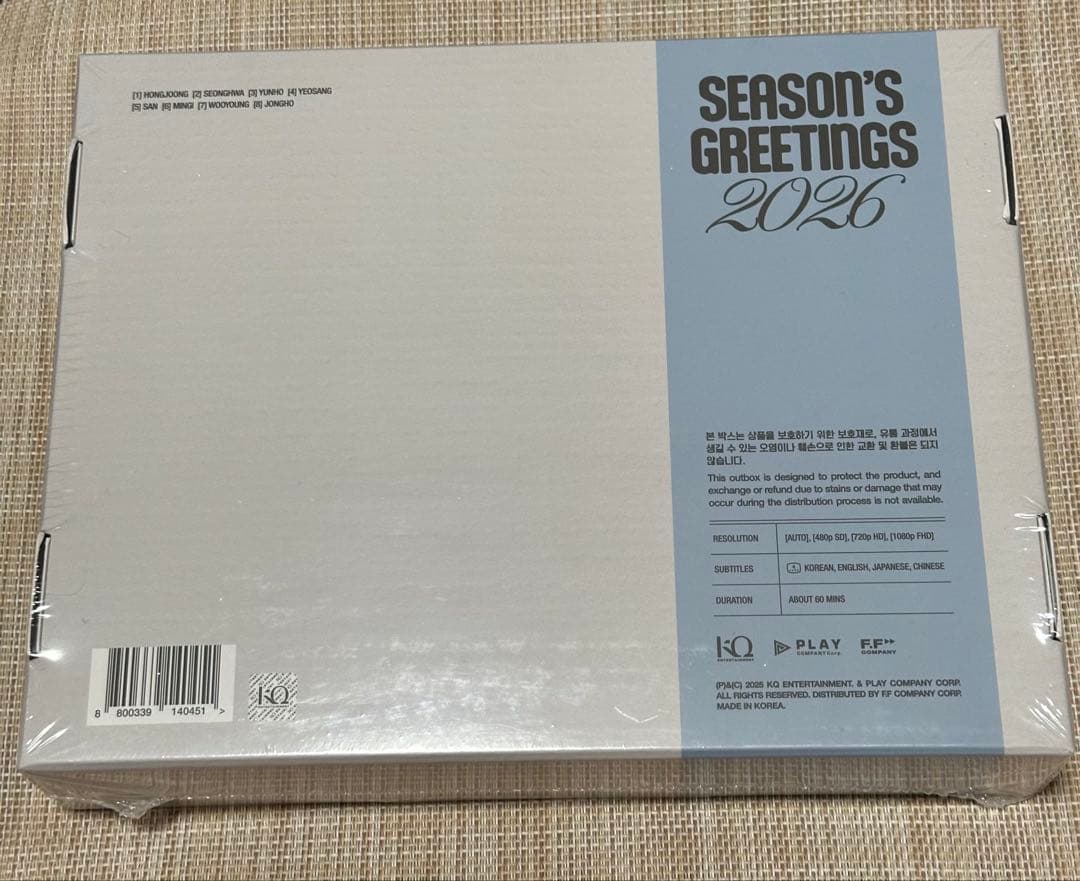 [1] HONGJOONG [2] SEONGHWA [3] YUNHO [4] YEOSANG
[5] SAN [6] MINGI [7] WOOYOUNG [8] JONGHO
SEASON'S
GREETINGS
2026
본 박스는 상품을 보호하기 위한 보호재로, 유통 과정에서
생길 수 있는 오염이나 훼손으로 인한 교환 및 환불은 되지
않습니다.
This outbox is designed to protect the product, and
exchange or refund due to stains or damage that may
occur during the distribution process is not available.
RESOLUTION [AUTO], [480p SD], [720p HD], [1080p FHD]
SUBTITLES KOREAN, ENGLISH, JAPANESE, CHINESE
DURATION ABOUT 60 MINS
KQ ENTERTAINMENT
PLAY COMPANY Corp.
F.F COMPANY
(P)&(C) 2025 KQ ENTERTAINMENT. & PLAY COMPANY CORP.
ALL RIGHTS RESERVED. DISTRIBUTED BY F.F COMPANY CORP.
MADE IN KOREA.
8 800339 140451 >
KQ